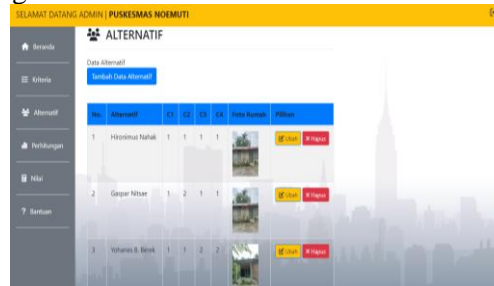 SELAMAT DATANG ADMIN | PUSKESMAS NOEMUTI
ALTERNATIF
Beranda
Kriteria
Alternatif
Perhitungan
Nilai
Bantuan
Data Alternatif
Tambah Data Alternatif
No Alternatif C1 C2 C3 C4 Foto Rumah Pilihan
1 Hironimus Nahak 1 1 1 1 Ubah Hapus
2 Gaspar Nitsae 1 2 1 1 Ubah Hapus
3 Yohanes B. Berek 1 1 2 2 Ubah Hapus